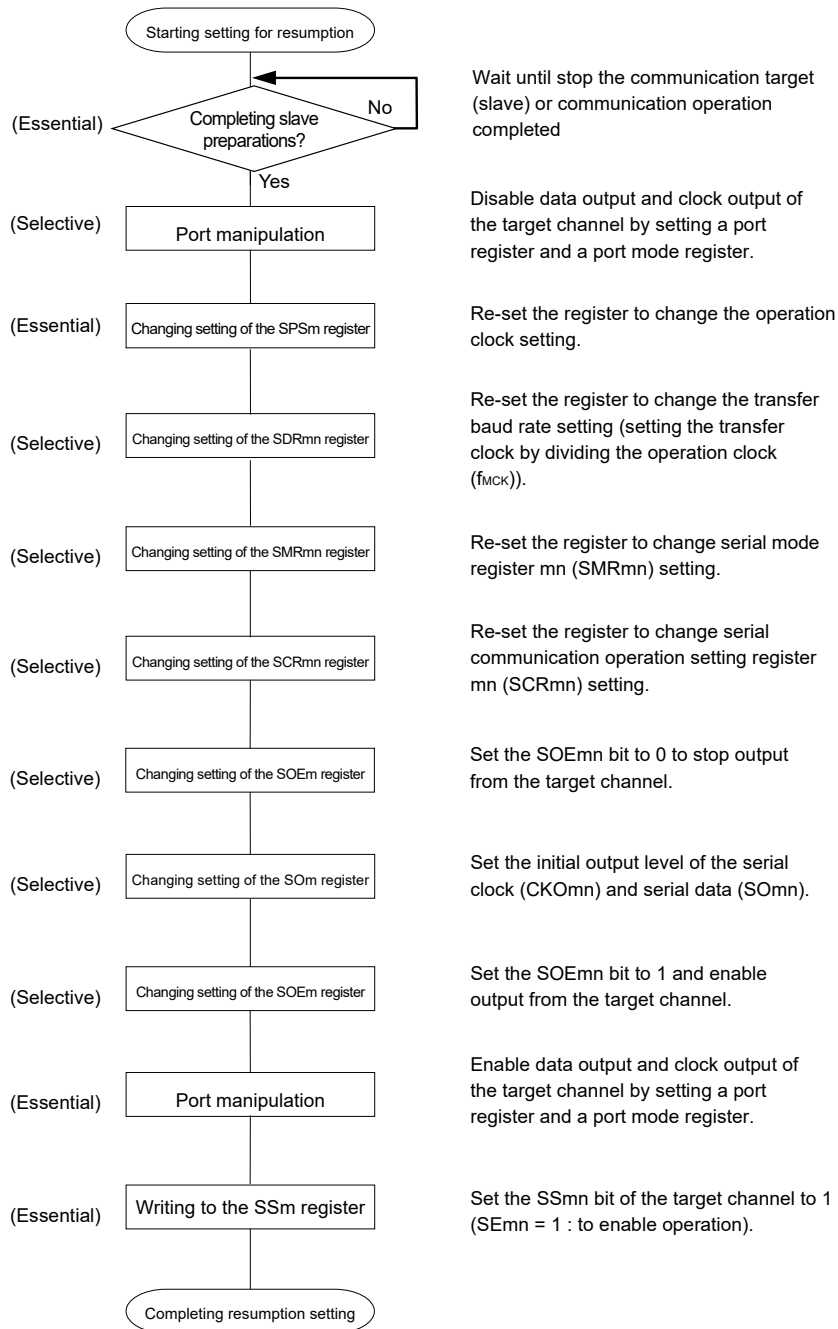 Starting setting for resumption
(Essential)
Completing slave
preparations?
No
Yes
Wait until stop the communication target
(slave) or communication operation
completed
(Selective)
Port manipulation
Disable data output and clock output of
the target channel by setting a port
register and a port mode register.
(Essential)
Changing setting of the SPSm register
Re-set the register to change the operation
clock setting.
(Selective)
Changing setting of the SDRmn register
Re-set the register to change the transfer
baud rate setting (setting the transfer
clock by dividing the operation clock
(fMCK)).
(Selective)
Changing setting of the SMRmn register
Re-set the register to change serial mode
register mn (SMRmn) setting.
(Selective)
Changing setting of the SCRmn register
Re-set the register to change serial
communication operation setting register
mn (SCRmn) setting.
(Selective)
Changing setting of the SOEm register
Set the SOEmn bit to 0 to stop output
from the target channel.
(Selective)
Changing setting of the SOm register
Set the initial output level of the serial
clock (CKOmn) and serial data (SOmn).
(Selective)
Changing setting of the SOEm register
Set the SOEmn bit to 1 and enable
output from the target channel.
(Essential)
Port manipulation
Enable data output and clock output of
the target channel by setting a port
register and a port mode register.
(Essential)
Writing to the SSm register
Set the SSmn bit of the target channel to 1
(SEmn = 1 : to enable operation).
Completing resumption setting